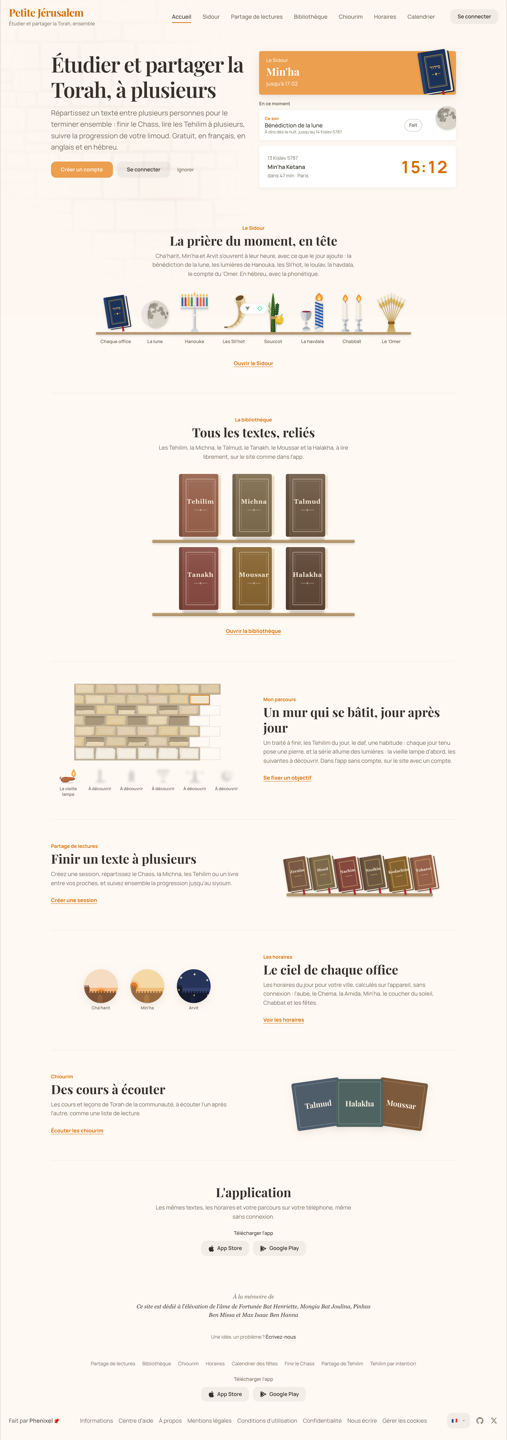 Petite Jérusalem
Étudier et partager la Torah, ensemble.
Accueil
Sidour
Partage de lectures
Bibliothèque
Chiourim
Horaires
Calendrier
Se connecter
Étudier et partager la
Torah, à plusieurs
Répartissez un texte entre plusieurs personnes pour le
terminer ensemble : finir le Chass, lire les Tehilim à plusieurs,
suivre la progression de votre limoud. Gratuit, en français, en
anglais et en hébreu.
Créer un compte
Se connecter
Ignorer
Le Sidour
Min'ha
jusqu'à 17:02
En ce moment
Ce soir
Bénédiction de la lune
À dire dès la nuit, jusqu'au 14 Kislev 5787
Fait
13 Kislev 5787
Min'ha Ketana
dans 47 min · Paris
15:12
Le Sidour
La prière du moment, en tête
Cha'harit, Min'ha et Arvit s'ouvrent à leur heure, avec ce que le jour ajoute : la
bénédiction de la lune, les lumières de Hanouka, les Sli'hot, le loulav, la havdala,
le compte du 'Omer. En hébreu, avec la phonétique.
Chaque office
La lune
Hanouka
Les Sli'hot
Souccot
La havdala
Chabbat
Le 'Omer
Ouvrir le Sidour
La bibliothèque
Tous les textes, reliés
Les Tehilim, la Michna, le Talmud, le Tanakh, le Moussar et la Halakha, à lire
librement, sur le site comme dans l'app.
Tehilim
Michna
Talmud
Tanakh
Moussar
Halakha
Ouvrir la bibliothèque
Mon parcours
Un mur qui se bâtit, jour après
jour
Un traité à finir, les Tehilim du jour, le daf, une habitude : chaque jour tenu
pose une pierre, et la série allume des lumières : la vieille lampe d'abord, les
suivantes à découvrir. Dans l'app sans compte, sur le site avec un compte.
Se fixer un objectif
La vieille
lampe
À découvrir
À découvrir
À découvrir
À découvrir
À découvrir
Partage de lectures
Finir un texte à plusieurs
Créez une session, répartissez le Chass, la Michna, les Tehilim ou un livre
entre vos proches, et suivez ensemble la progression jusqu'au siyoum.
Créer une session
Zeraïm
Moed
Nachim
Nezikin
Kodachim
Teharot
Les horaires
Le ciel de chaque office
Les horaires du jour pour votre ville, calculés sur l'appareil, sans
connexion : l'aube, le Chema, la Amida, Min'ha, le coucher du soleil,
Chabbat et les fêtes.
Voir les horaires
Cha'harit
Min'ha
Arvit
Chiourim
Des cours à écouter
Les cours et leçons de Torah de la communauté, à écouter l'un après
l'autre, comme une liste de lecture.
Écouter les chiourim
Talmud
Halakha
Moussar
L'application
Les mêmes textes, les horaires et votre parcours sur votre téléphone, même
sans connexion.
Télécharger l'app
App Store
Google Play
À la mémoire de
Ce site est dédié à l'élévation de l'âme de Fortunée Bat Henriette, Mongia Bat Joulina, Pinhas
Ben Missa et Max Isaac Ben Hanna
Une idée, un problème ? Écrivez-nous
Partage de lectures
Bibliothèque
Chiourim
Horaires
Calendrier des fêtes
Finir le Chass
Partage de Tehilim
Tehilim par intention
Télécharger l'app
App Store
Google Play
Fait par Phenixel
Informations
Centre d'aide
À propos
Mentions légales
Conditions d'utilisation
Confidentialité
Nous écrire
Gérer les cookies